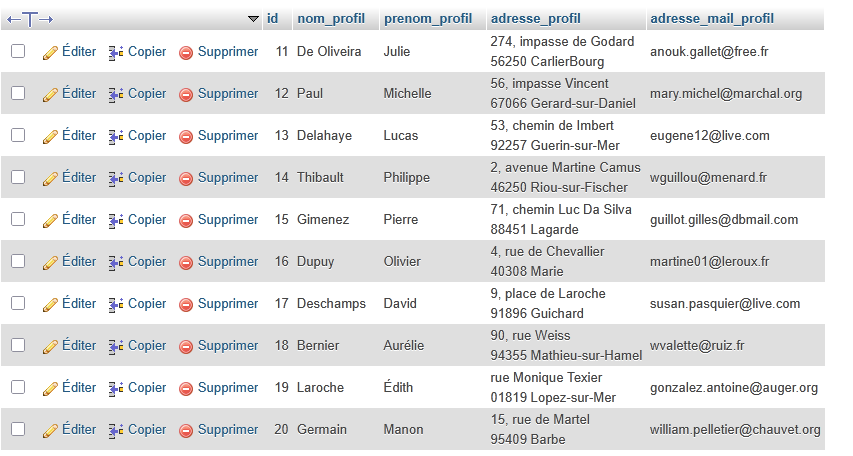 id nom_profil prenom_profil adresse_profil adresse_mail_profil
274, impasse de Godard
Éditer Copier Supprimer 11 De Oliveira Julie anouk.gallet@free.fr
56250 CarlierBourg
56, impasse Vincent
Éditer Copier Supprimer 12 Paul Michelle mary.michel@marchal.org
67066 Gerard-sur-Daniel
53, chemin de Imbert
Éditer Copier Supprimer 13 Delahaye Lucas eugene12@live.com
92257 Guerin-sur-Mer
2, avenue Martine Camus
Éditer Copier Supprimer 14 Thibault Philippe wguillou@menard.fr
46250 Riou-sur-Fischer
71, chemin Luc Da Silva
Éditer Copier Supprimer 15 Gimenez Pierre guillot.gilles@dbmail.com
88451 Lagarde
4, rue de Chevallier
Éditer Copier Supprimer 16 Dupuy Olivier martine01@leroux.fr
40308 Marie
9, place de Laroche
Éditer Copier Supprimer 17 Deschamps David susan.pasquier@live.com
91896 Guichard
90, rue Weiss
Éditer Copier Supprimer 18 Bernier Aurélie wvalette@ruiz.fr
94355 Mathieu-sur-Hamel
rue Monique Texier
Éditer Copier Supprimer 19 Laroche Édith gonzalez.antoine@auger.org
01819 Lopez-sur-Mer
15, rue de Martel
Éditer Copier Supprimer 20 Germain Manon william.pelletier@chauvet.org
95409 Barbe